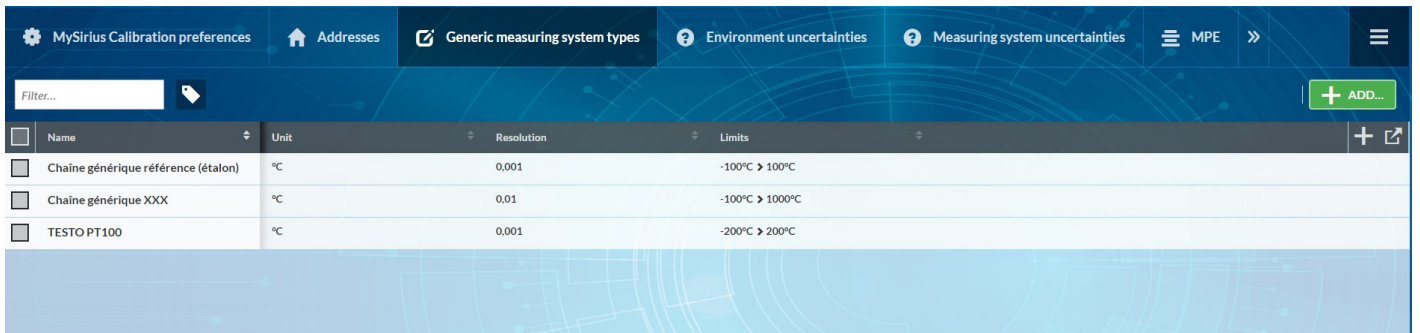 MySirius Calibration preferences Addresses Generic measuring system types Environment uncertainties Measuring system uncertainties MPE »
Filter... ADD...
Name Unit Resolution Limits
Chaîne générique référence (étalon) °C 0,001 -100°C > 100°C
Chaîne générique XXX °C 0,01 -100°C > 1000°C
TESTO PT100 °C 0,001 -200°C > 200°C